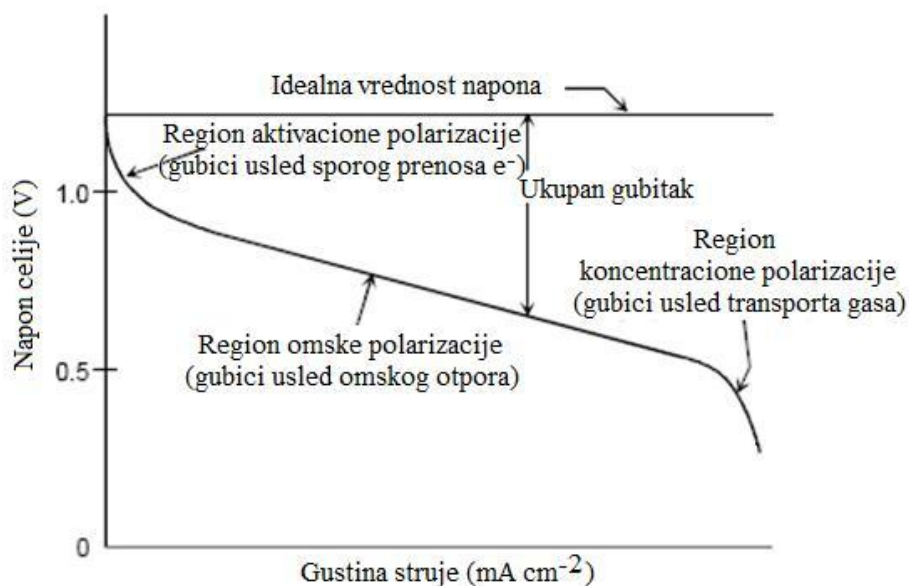 Idealna vrednost napona
Region aktivacione polarizacije
(gubici usled sporog prenosa e⁻)
1.0
Ukupan gubitak
Napon celije (V)
Region
koncentracione polarizacije
(gubici usled transporta gasa)
Region omske polarizacije
(gubici usled omskog otpora)
0.5
0
Gustina struje (mA cm⁻²)